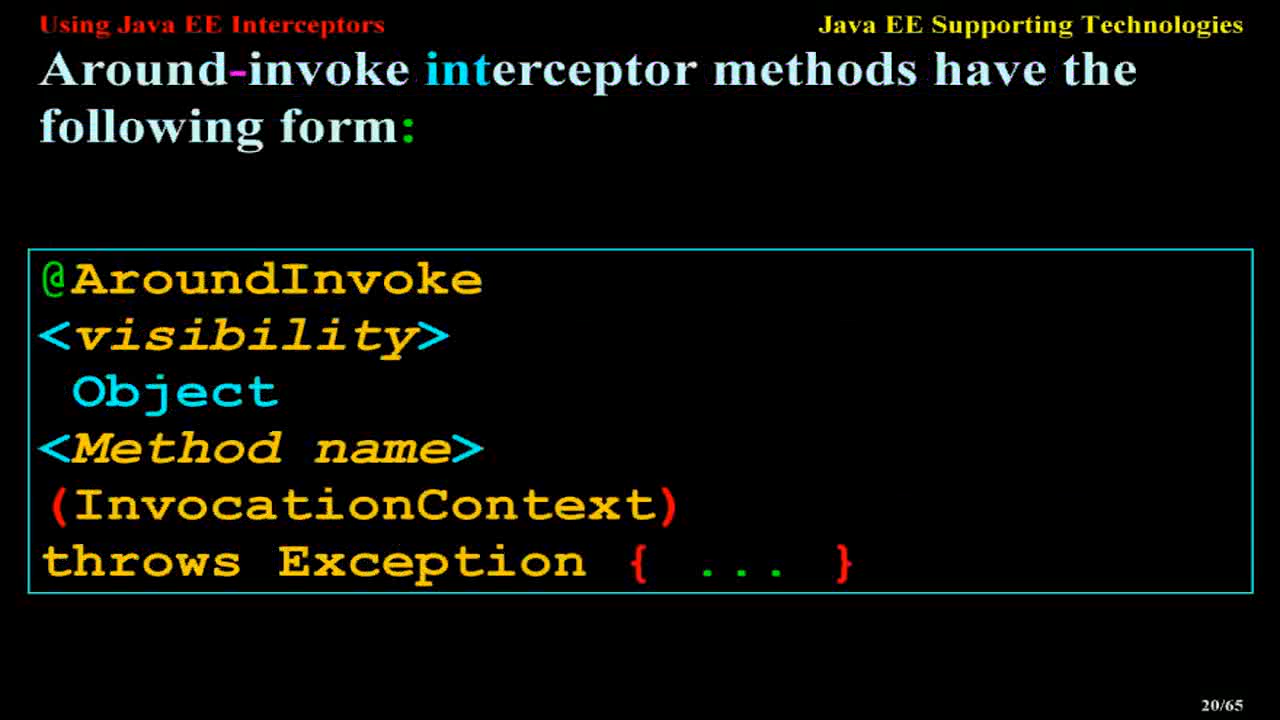 Using Java EE Interceptors
Java EE Supporting Technologies
Around-invoke interceptor methods have the
following form:
@AroundInvoke
<visibility>
Object
<Method name>
(InvocationContext)
throws Exception { ... }
20/65